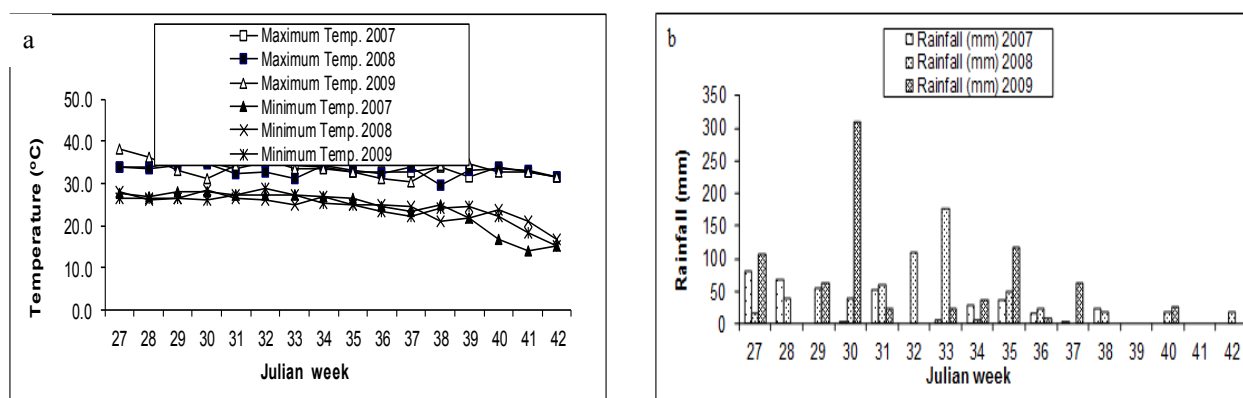 a
Maximum Temp. 2007
Maximum Temp. 2008
Maximum Temp. 2009
Minimum Temp. 2007
Minimum Temp. 2008
Minimum Temp. 2009
50.0
40.0
30.0
20.0
10.0
0.0
Temperature (ºC)
27 28 29 30 31 32 33 34 35 36 37 38 39 40 41 42
Julian week
b
Rainfall (mm) 2007
Rainfall (mm) 2008
Rainfall (mm) 2009
350
300
250
200
150
100
50
0
Rainfall (mm)
27 28 29 30 31 32 33 34 35 36 37 38 39 40 41 42
Julian week